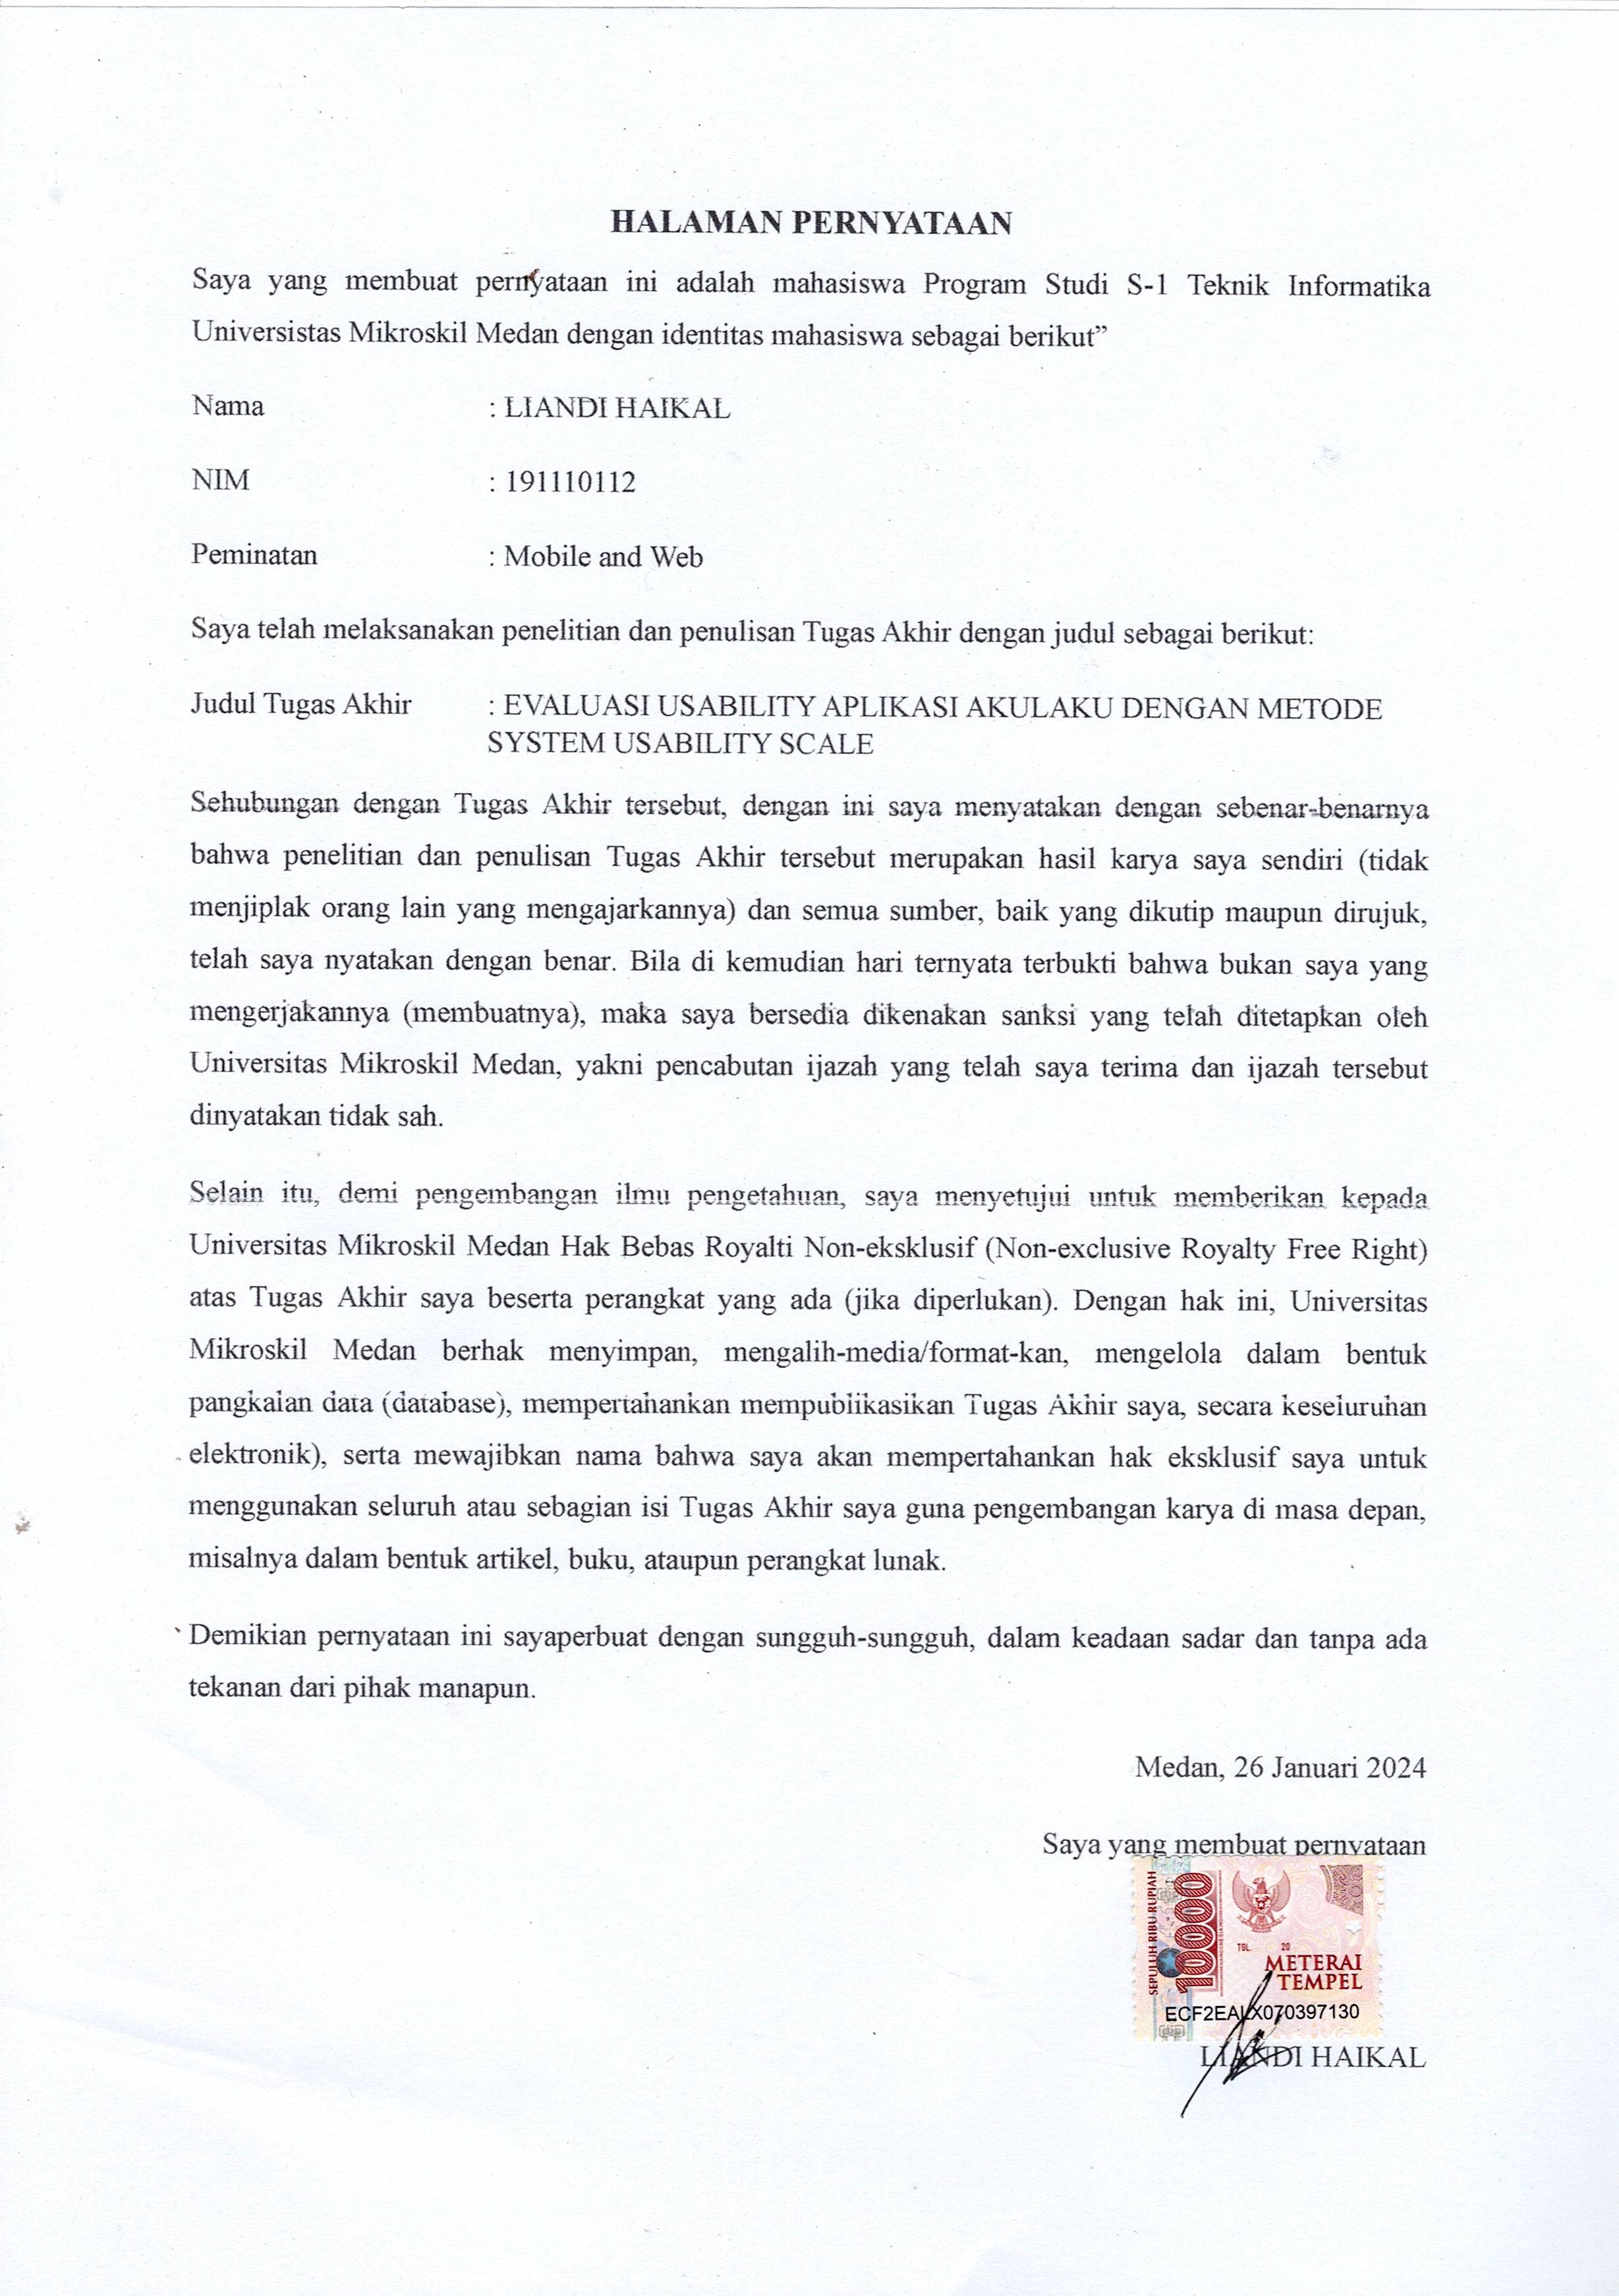 HALAMAN PERNYATAAN
Saya yang membuat pernyataan ini adalah mahasiswa Program Studi S-1 Teknik Informatika
Universistas Mikroskil Medan dengan identitas mahasiswa sebagai berikut”
Nama : LIANDI HAIKAL
NIM : 191110112
Peminatan : Mobile and Web
Saya telah melaksanakan penelitian dan penulisan Tugas Akhir dengan judul sebagai berikut:
Judul Tugas Akhir : EVALUASI USABILITY APLIKASI AKULAKU DENGAN METODE
SYSTEM USABILITY SCALE
Sehubungan dengan Tugas Akhir tersebut, dengan ini saya menyatakan dengan sebenar-benarnya
bahwa penelitian dan penulisan Tugas Akhir tersebut merupakan hasil karya saya sendiri (tidak
menjiplak orang lain yang mengajarkannya) dan semua sumber, baik yang dikutip maupun dirujuk,
telah saya nyatakan dengan benar. Bila di kemudian hari ternyata terbukti bahwa bukan saya yang
mengerjakannya (membuatnya), maka saya bersedia dikenakan sanksi yang telah ditetapkan oleh
Universitas Mikroskil Medan, yakni pencabutan ijazah yang telah saya terima dan ijazah tersebut
dinyatakan tidak sah.
Selain itu, demi pengembangan ilmu pengetahuan, saya menyetujui untuk memberikan kepada
Universitas Mikroskil Medan Hak Bebas Royalti Non-eksklusif (Non-exclusive Royalty Free Right)
atas Tugas Akhir saya beserta perangkat yang ada (jika diperlukan). Dengan hak ini, Universitas
Mikroskil Medan berhak menyimpan, mengalih-media/format-kan, mengelola dalam bentuk
pangkalan data (database), mempertahankan mempublikasikan Tugas Akhir saya, secara keseluruhan
elektronik), serta mewajibkan nama bahwa saya akan mempertahankan hak eksklusif saya untuk
menggunakan seluruh atau sebagian isi Tugas Akhir saya guna pengembangan karya di masa depan,
misalnya dalam bentuk artikel, buku, ataupun perangkat lunak.
Demikian pernyataan ini sayaperbuat dengan sungguh-sungguh, dalam keadaan sadar dan tanpa ada
tekanan dari pihak manapun.
Medan, 26 Januari 2024
Saya yang membuat pernyataan
SEPULUH RIBU RUPIAH
10000
TGL. 20
METERAI
TEMPEL
ECF2EALX070397130
LIANDI HAIKAL